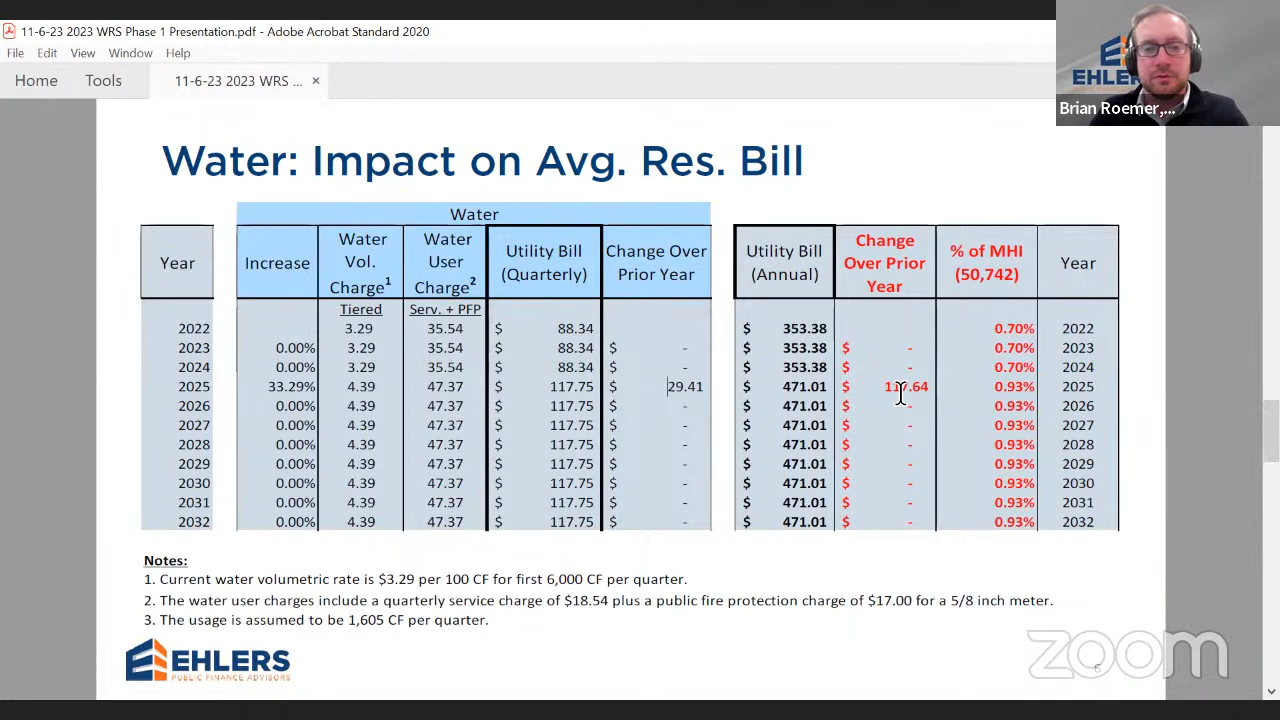 11-6-23 2023 WRS Phase 1 Presentation.pdf - Adobe Acrobat Standard 2020
File Edit View Window Help
Home Tools 11-6-23 2023 WRS ... ×
EHLERS
Brian Roemer,...
Water: Impact on Avg. Res. Bill
Water
Year Increase Water Vol. Charge1 Water User Charge2 Utility Bill (Quarterly) Change Over Prior Year Utility Bill (Annual) Change Over Prior Year % of MHI (50,742) Year
Tiered Serv. + PFP
2022 3.29 35.54 $ 88.34 $ 353.38 0.70% 2022
2023 0.00% 3.29 35.54 $ 88.34 $ - $ 353.38 $ - 0.70% 2023
2024 0.00% 3.29 35.54 $ 88.34 $ - $ 353.38 $ - 0.70% 2024
2025 33.29% 4.39 47.37 $ 117.75 $ 29.41 $ 471.01 $ 117.64 0.93% 2025
2026 0.00% 4.39 47.37 $ 117.75 $ - $ 471.01 $ - 0.93% 2026
2027 0.00% 4.39 47.37 $ 117.75 $ - $ 471.01 $ - 0.93% 2027
2028 0.00% 4.39 47.37 $ 117.75 $ - $ 471.01 $ - 0.93% 2028
2029 0.00% 4.39 47.37 $ 117.75 $ - $ 471.01 $ - 0.93% 2029
2030 0.00% 4.39 47.37 $ 117.75 $ - $ 471.01 $ - 0.93% 2030
2031 0.00% 4.39 47.37 $ 117.75 $ - $ 471.01 $ - 0.93% 2031
2032 0.00% 4.39 47.37 $ 117.75 $ - $ 471.01 $ - 0.93% 2032
Notes:
1. Current water volumetric rate is $3.29 per 100 CF for first 6,000 CF per quarter.
2. The water user charges include a quarterly service charge of $18.54 plus a public fire protection charge of $17.00 for a 5/8 inch meter.
3. The usage is assumed to be 1,605 CF per quarter.
EHLERS
PUBLIC FINANCE ADVISORS
zoom
6